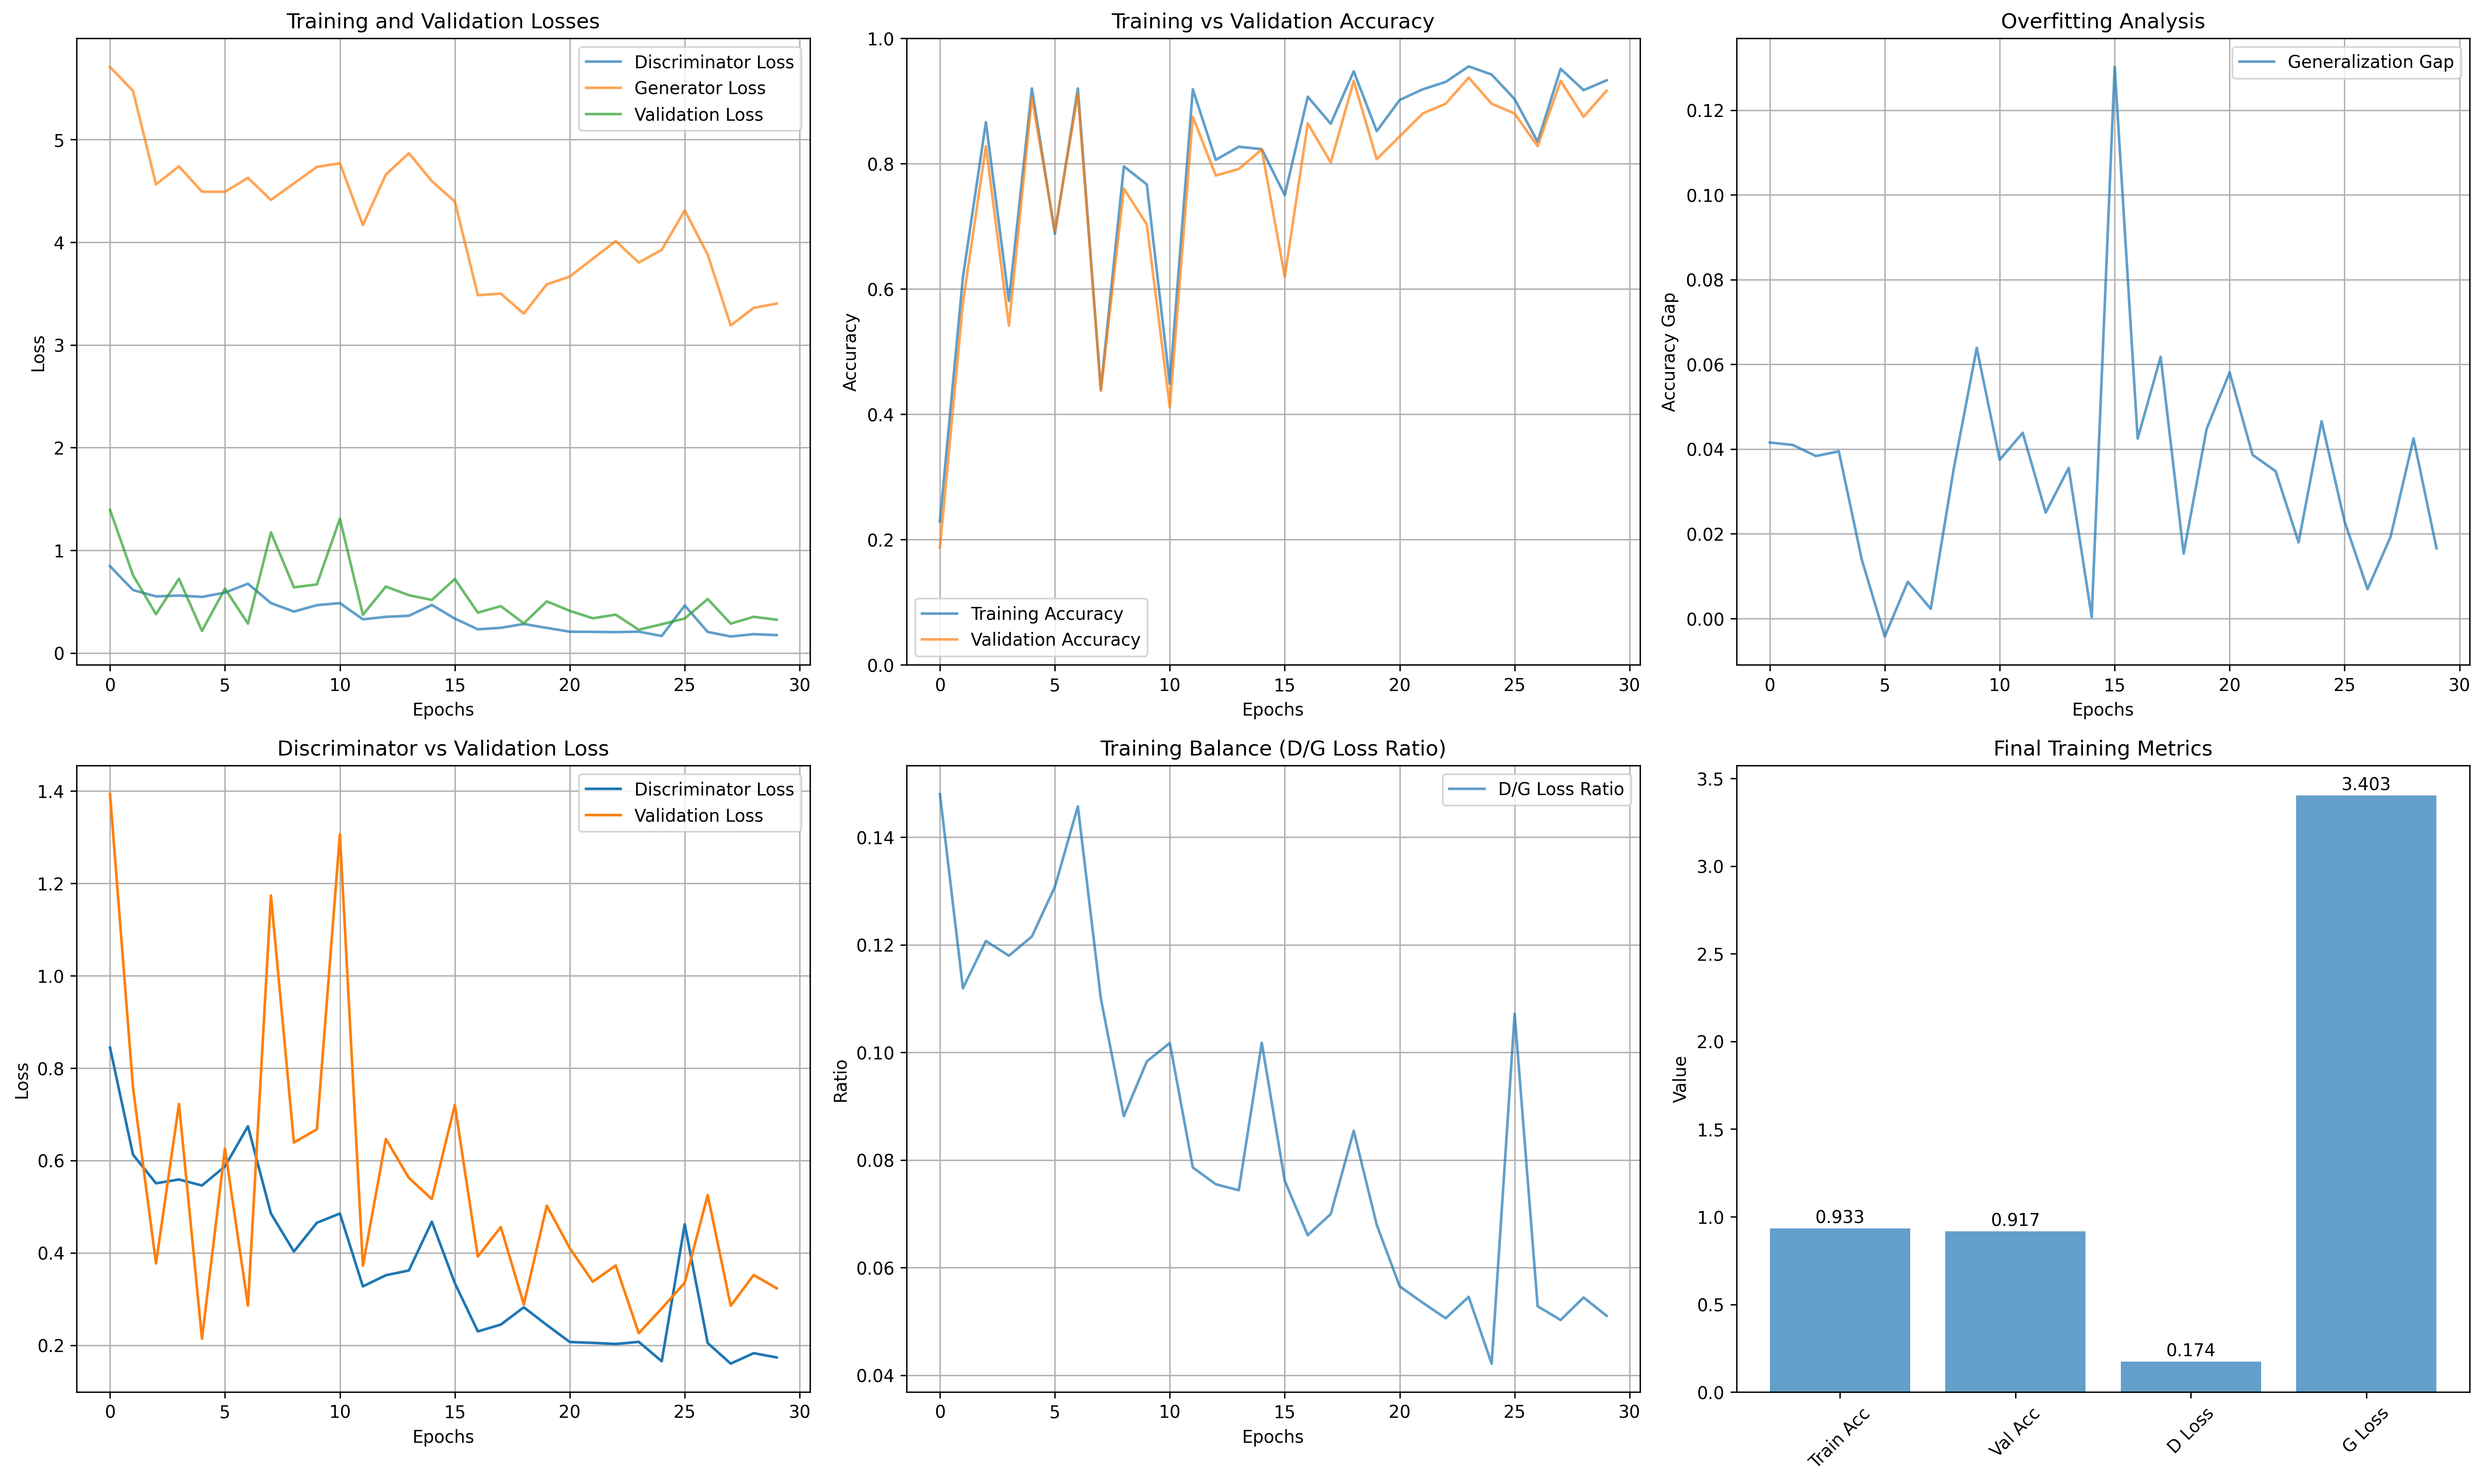 Training and Validation Losses
Discriminator Loss
Generator Loss
Validation Loss
Loss
5
4
3
2
1
0
0 5 10 15 20 25 30
Epochs
Training vs Validation Accuracy
Accuracy
1.0
0.8
0.6
0.4
0.2
0.0
Training Accuracy
Validation Accuracy
0 5 10 15 20 25 30
Epochs
Overfitting Analysis
Generalization Gap
Accuracy Gap
0.12
0.10
0.08
0.06
0.04
0.02
0.00
0 5 10 15 20 25 30
Epochs
Discriminator vs Validation Loss
Discriminator Loss
Validation Loss
Loss
1.4
1.2
1.0
0.8
0.6
0.4
0.2
0 5 10 15 20 25 30
Epochs
Training Balance (D/G Loss Ratio)
D/G Loss Ratio
Ratio
0.14
0.12
0.10
0.08
0.06
0.04
0 5 10 15 20 25 30
Epochs
Final Training Metrics
Value
3.5
3.0
2.5
2.0
1.5
1.0
0.5
0.0
0.933
0.917
0.174
3.403
Train Acc
Val Acc
D Loss
G Loss